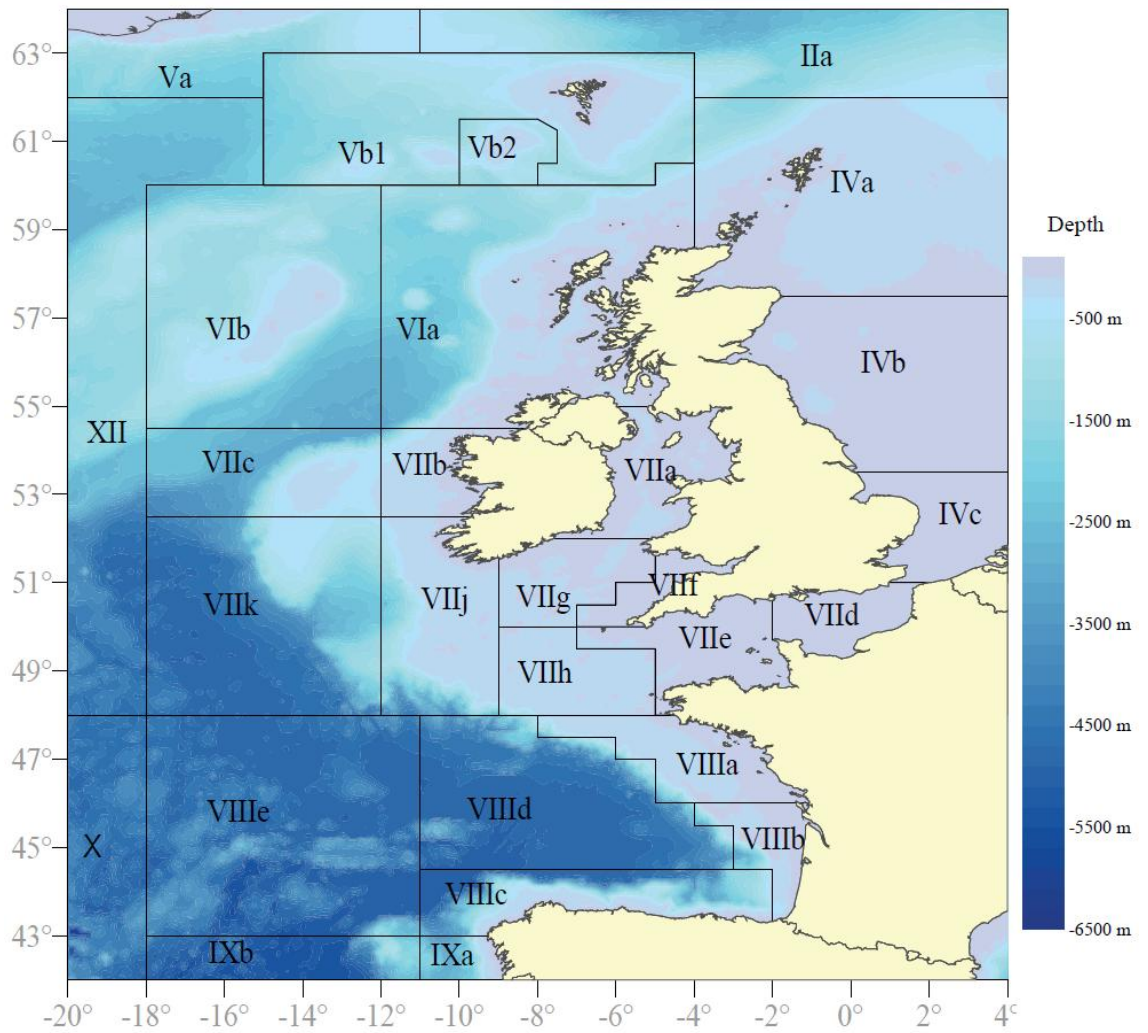 63°
61°
59°
57°
55°
53°
51°
49°
47°
45°
43°
Va
IIa
Vb1
Vb2
IVa
VIb
VIa
IVb
XII
VIIc
VIIb
VIIa
IVc
VIIk
VIIj
VIIg
VIIf
VIIe
VIId
VIIh
VIIIa
VIIIe
VIIId
X
VIIIb
VIIIc
IXb
IXa
-20°
-18°
-16°
-14°
-12°
-10°
-8°
-6°
-4°
-2°
0°
2°
4°
Depth
-500 m
-1500 m
-2500 m
-3500 m
-4500 m
-5500 m
-6500 m